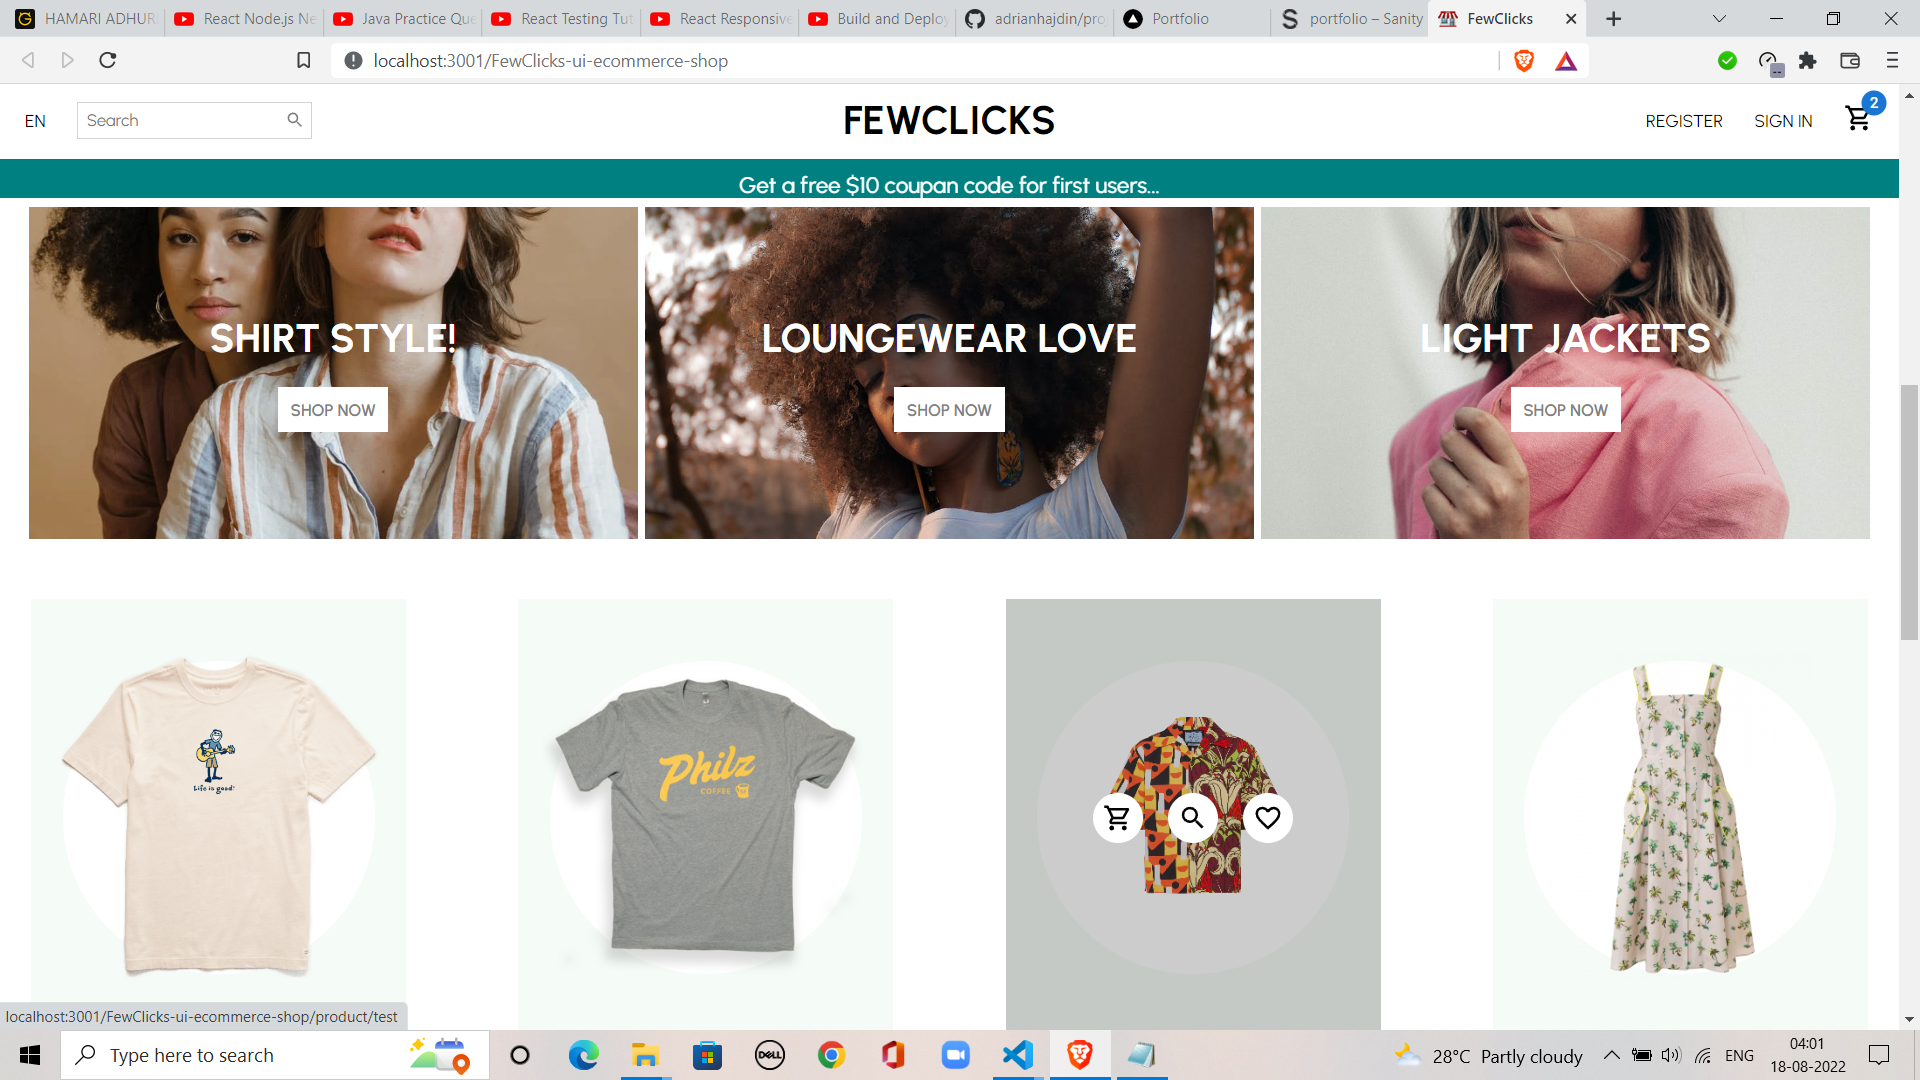 HAMARI ADHUR
React Node.js Ne
Java Practice Que
React Testing Tut
React Responsive
Build and Deploy
adrianhajdin/pro
Portfolio
portfolio – Sanity
FewClicks
localhost:3001/FewClicks-ui-ecommerce-shop
EN
Search
FEWCLICKS
REGISTER
SIGN IN
2
Get a free $10 coupan code for first users...
SHIRT STYLE!
LOUNGEWEAR LOVE
LIGHT JACKETS
SHOP NOW
SHOP NOW
SHOP NOW
Life is good
Philz
COFFEE
localhost:3001/FewClicks-ui-ecommerce-shop/product/test
Type here to search
DELL
28°C Partly cloudy
ENG
04:01
18-08-2022